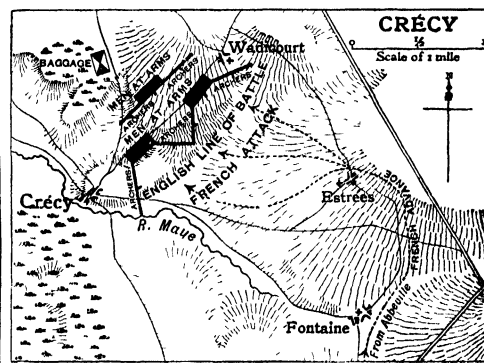 CRÉCY
0 ½ 1
Scale of 1 mile
Wadicourt
BAGGAGE
MEN AT ARMS
ARCHERS
ARCHERS
ARCHERS
MEN AT ARMS
ARCHERS
ENGLISH LINE OF BATTLE
FRENCH ATTACK
Crécy
ARCHERS
R. Maye
Estrées
FRENCH ADVANCE
Fontaine
From Abbeville